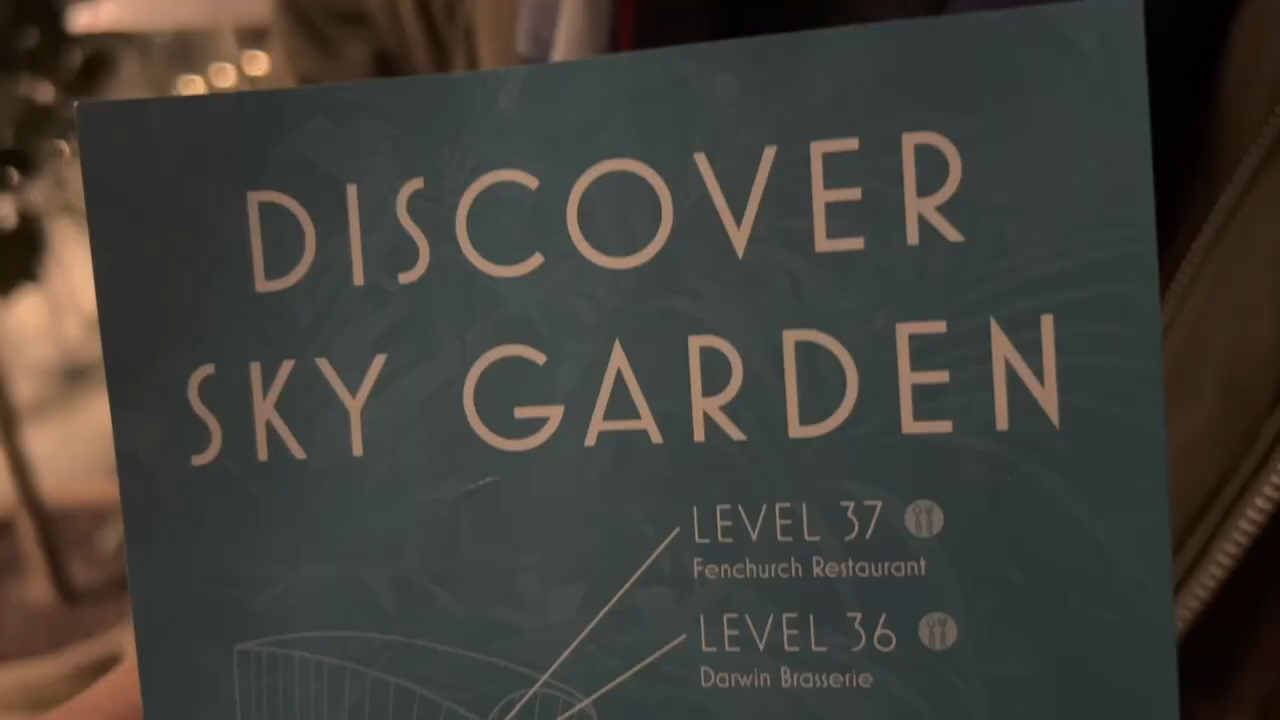 DISCOVER
SKY GARDEN
LEVEL 37
Fenchurch Restaurant
LEVEL 36
Darwin Brasserie